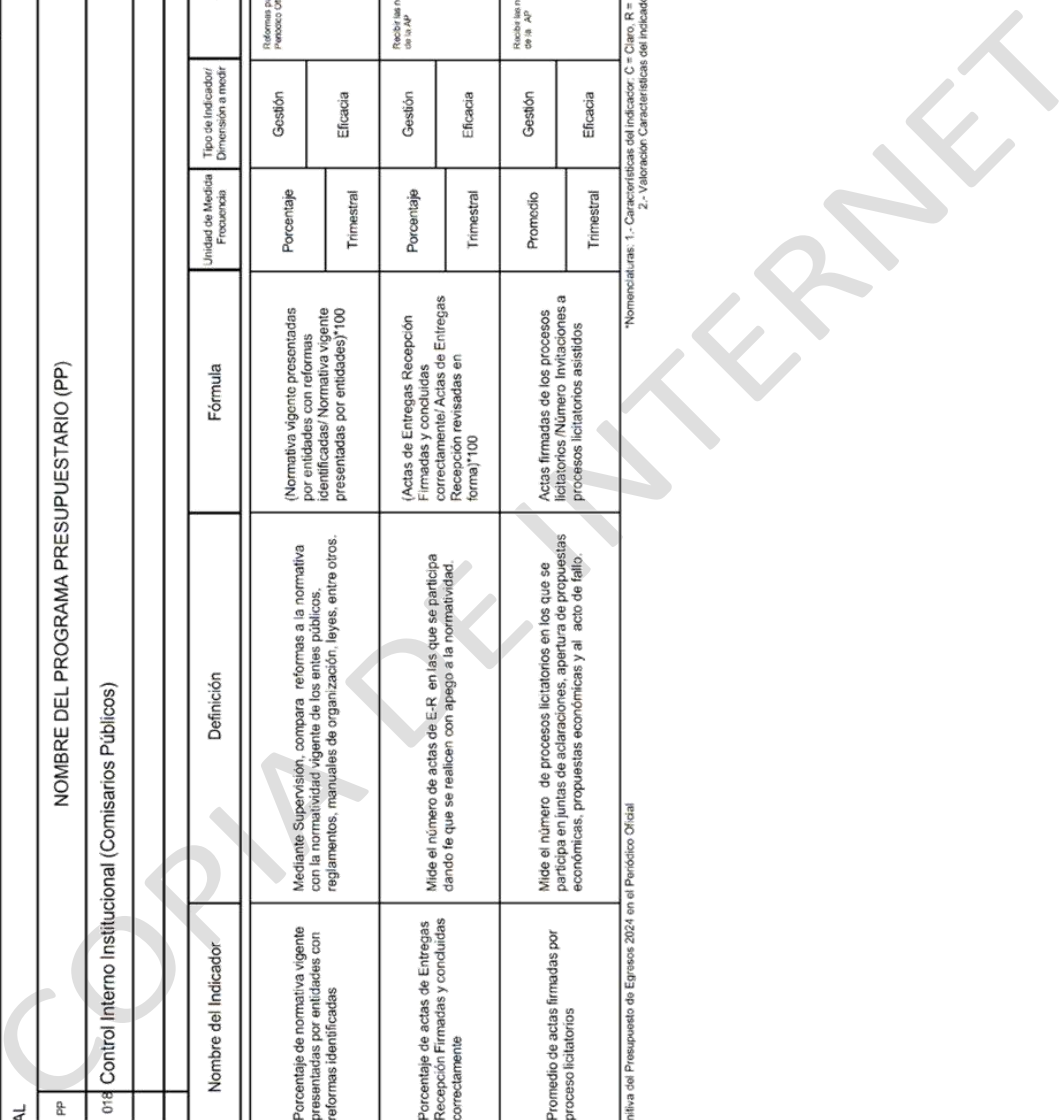 AL
PP
NOMBRE DEL PROGRAMA PRESUPUESTARIO (PP)
018 Control Interno Institucional (Comisarios Públicos)
Nombre del Indicador
Definición
Fórmula
Unidad de Medida
Frecuencia
Tipo de Indicador/
Dimensión a medir
Porcentaje de normativa vigente
presentadas por entidades con
reformas identificadas
Mediante Supervisión, compara reformas a la normativa
con la normatividad vigente de los entes públicos,
reglamentos, manuales de organización, leyes, entre otros.
(Normativa vigente presentadas
por entidades con reformas
identificadas/ Normativa vigente
presentadas por entidades)*100
Porcentaje
Trimestral
Gestión
Eficacia
Reformas pu
Periodico Ofi
Porcentaje de actas de Entregas
Recepción Firmadas y concluidas
correctamente
Mide el número de actas de E-R en las que se participa
dando fe que se realicen con apego a la normatividad.
(Actas de Entregas Recepción
Firmadas y concluidas
correctamente/ Actas de Entregas
Recepción revisadas en
forma)*100
Porcentaje
Trimestral
Gestión
Eficacia
Recibir las n
de la AP
Promedio de actas firmadas por
proceso licitatorios
Mide el número de procesos licitatorios en los que se
participa en juntas de aclaraciones, apertura de propuestas
económicas, propuestas económicas y al acto de fallo.
Actas firmadas de los procesos
licitatorios /Número Invitaciones a
procesos licitatorios asistidos
Promedio
Trimestral
Gestión
Eficacia
Recibir las n
de la AP
nitiva del Presupuesto de Egresos 2024 en el Periódico Oficial
*Nomenclaturas: 1.- Características del indicador: C = Claro, R =
2.- Valoración Características del indicado
COPIA DE INTERNET